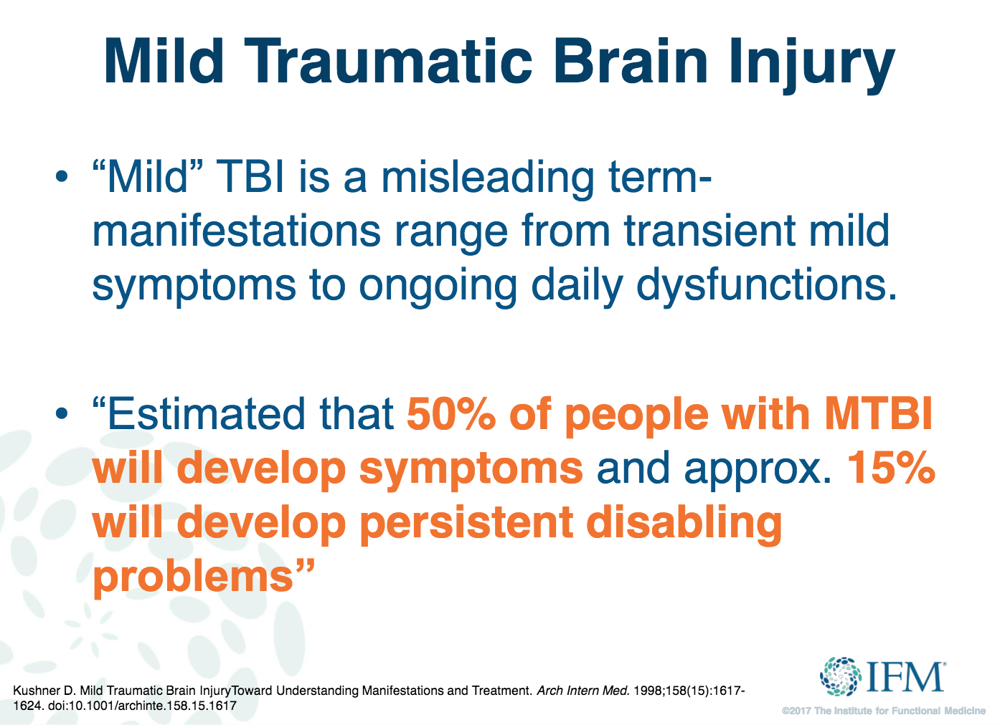 Mild Traumatic Brain Injury
• “Mild” TBI is a misleading term-
manifestations range from transient mild
symptoms to ongoing daily dysfunctions.
• “Estimated that 50% of people with MTBI
will develop symptoms and approx. 15%
will develop persistent disabling
problems”
Kushner D. Mild Traumatic Brain InjuryToward Understanding Manifestations and Treatment. Arch Intern Med. 1998;158(15):1617-
1624. doi:10.1001/archinte.158.15.1617
IFM®
©2017 The Institute for Functional Medicine